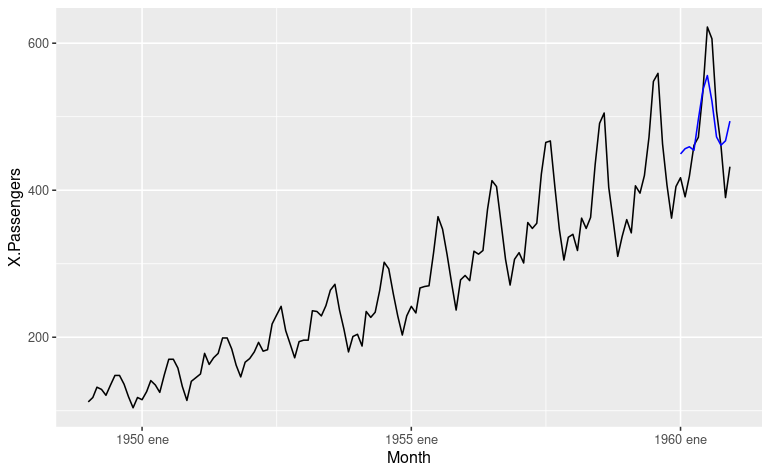 600
400
200
X.Passengers
1950 ene
1955 ene
1960 ene
Month